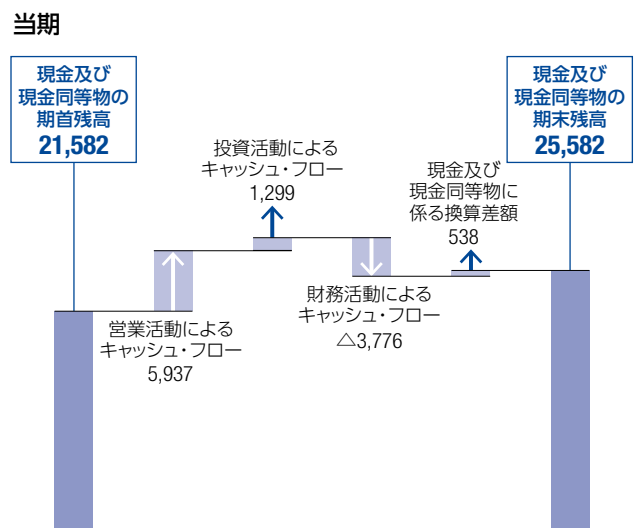 当期
現金及び
現金同等物の
期首残高
21,582
営業活動による
キャッシュ・フロー
5,937
投資活動による
キャッシュ・フロー
1,299
財務活動による
キャッシュ・フロー
△3,776
現金及び
現金同等物に
係る換算差額
538
現金及び
現金同等物の
期末残高
25,582